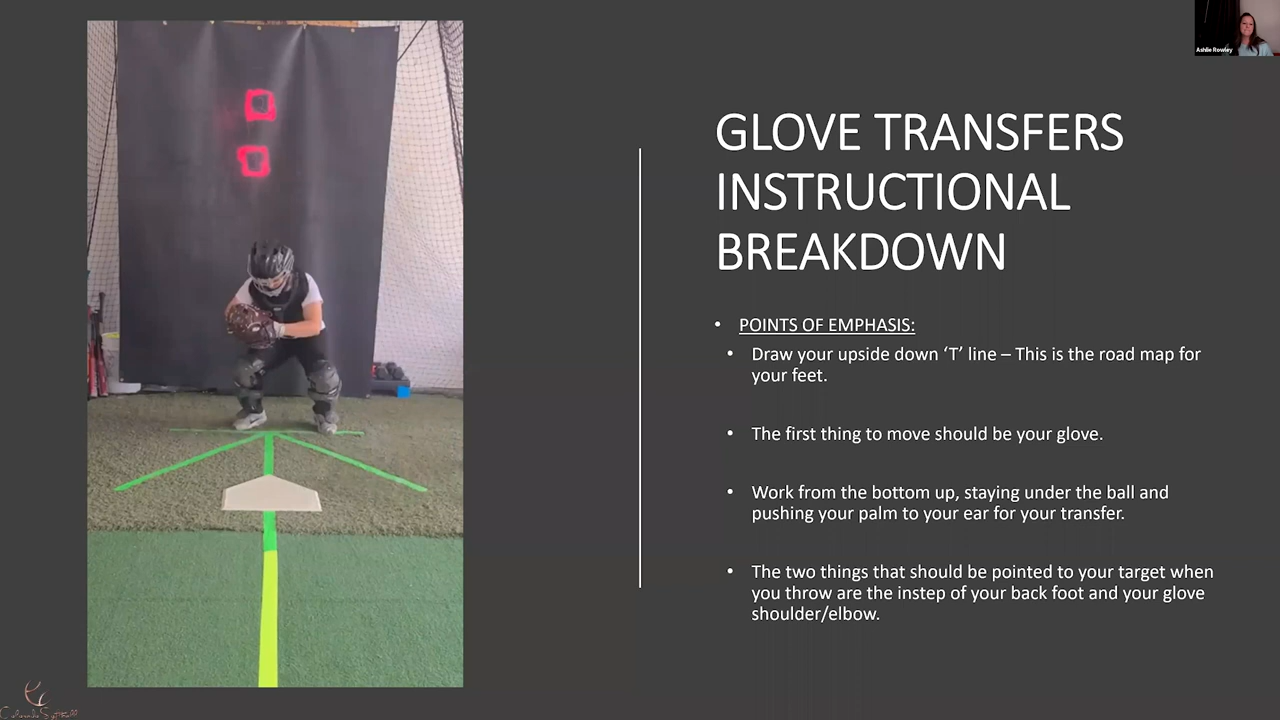 Ashlie Rowley
GLOVE TRANSFERS
INSTRUCTIONAL
BREAKDOWN
• POINTS OF EMPHASIS:
• Draw your upside down ‘T’ line – This is the road map for
your feet.
• The first thing to move should be your glove.
• Work from the bottom up, staying under the ball and
pushing your palm to your ear for your transfer.
• The two things that should be pointed to your target when
you throw are the instep of your back foot and your glove
shoulder/elbow.